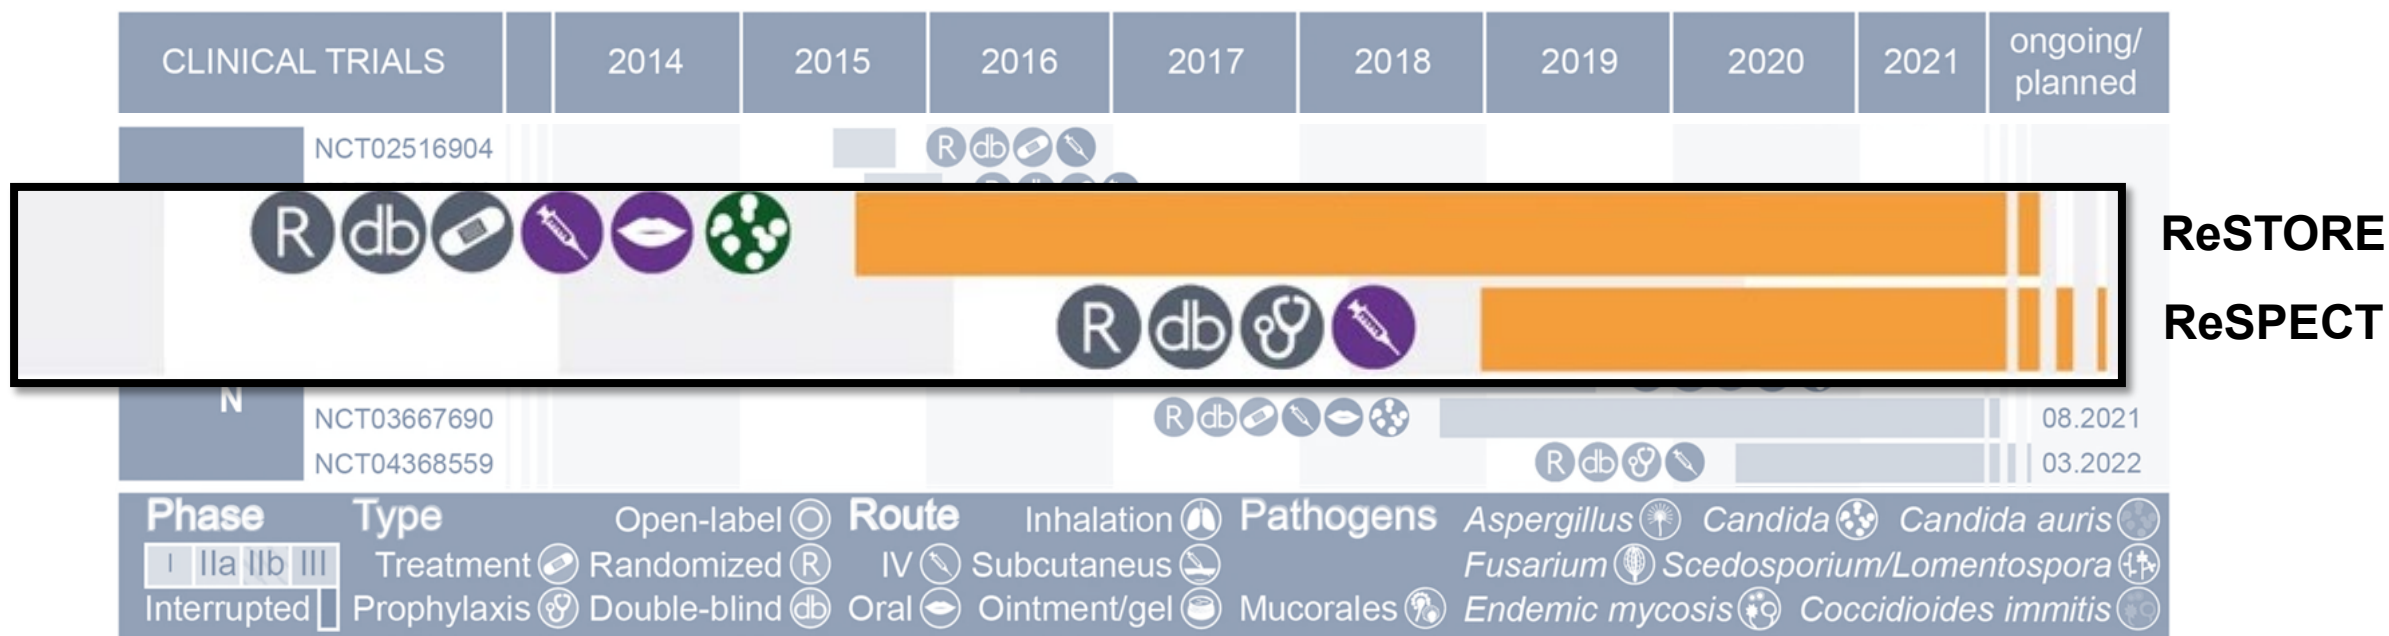 CLINICAL TRIALS 2014 2015 2016 2017 2018 2019 2020 2021 ongoing/
planned
NCT02516904 R db
R db ReSTORE
R db ReSPECT
N
NCT03667690 R db 08.2021
NCT04368559 R db 03.2022
Phase Type Open-label Route Inhalation Pathogens Aspergillus Candida Candida auris
I IIa IIb III Treatment Randomized R IV Subcutaneus Fusarium Scedosporium/Lomentospora
Interrupted Prophylaxis Double-blind db Oral Ointment/gel Mucorales Endemic mycosis Coccidioides immitis